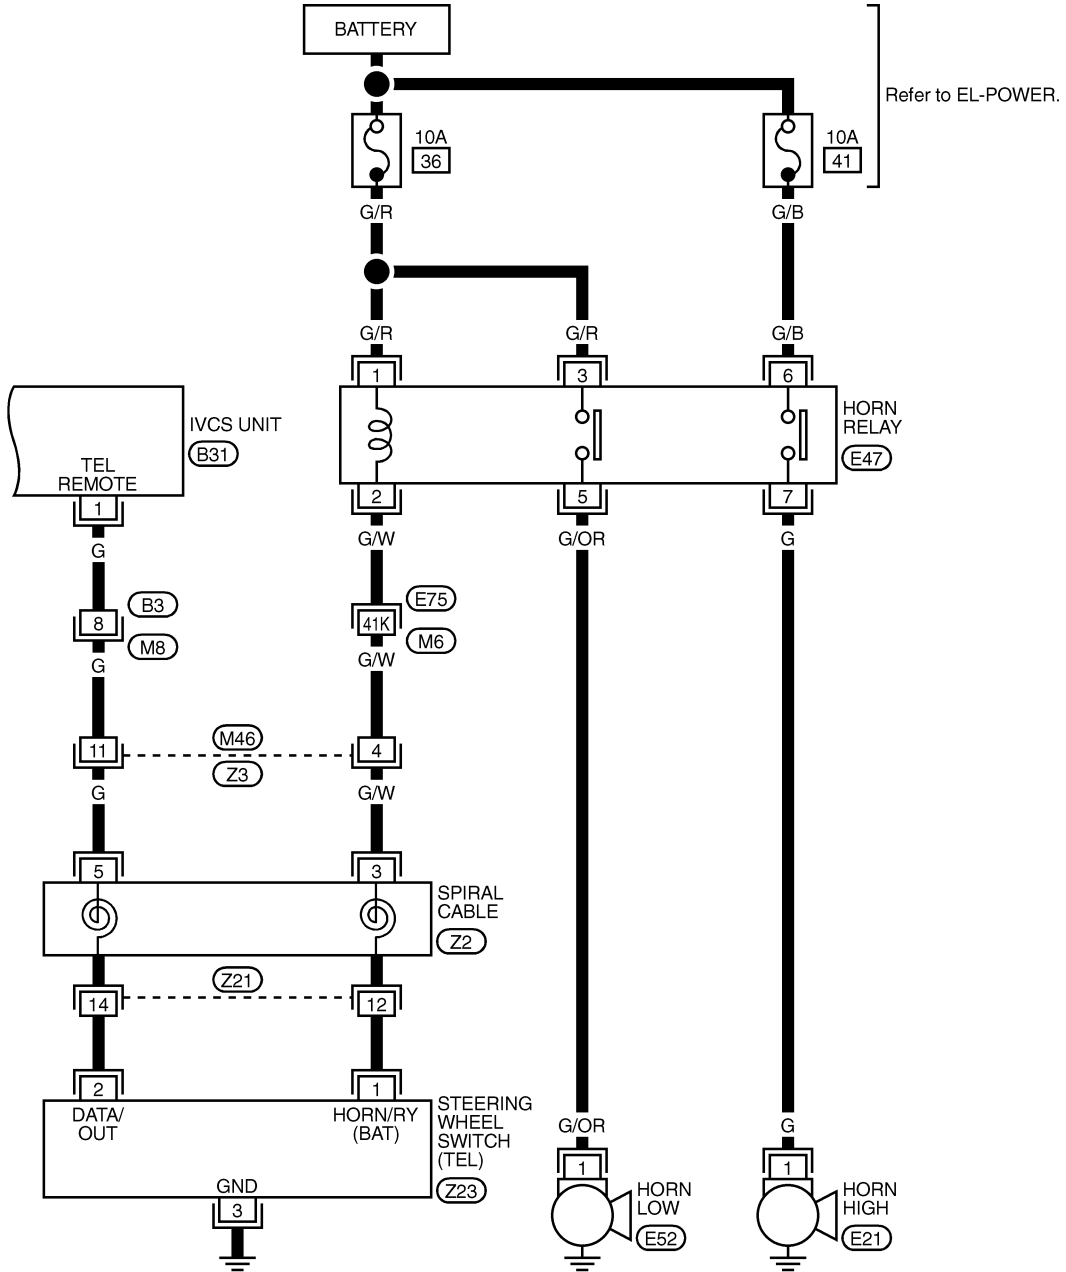 BATTERY
Refer to EL-POWER.
10A
36
10A
41
G/R
G/B
G/R
G/R
G/B
1
3
6
HORN
RELAY
E47
IVCS UNIT
B31
TEL
REMOTE
1
2
5
7
G
G/W
G/OR
G
B3
8
M8
E75
41K
M6
G
G/W
11
M46
Z3
4
G
G/W
5
3
SPIRAL
CABLE
Z2
Z21
14
12
2
1
DATA/
OUT
HORN/RY
(BAT)
STEERING
WHEEL
SWITCH
(TEL)
Z23
GND
3
G/OR
G
1
1
HORN
LOW
E52
HORN
HIGH
E21